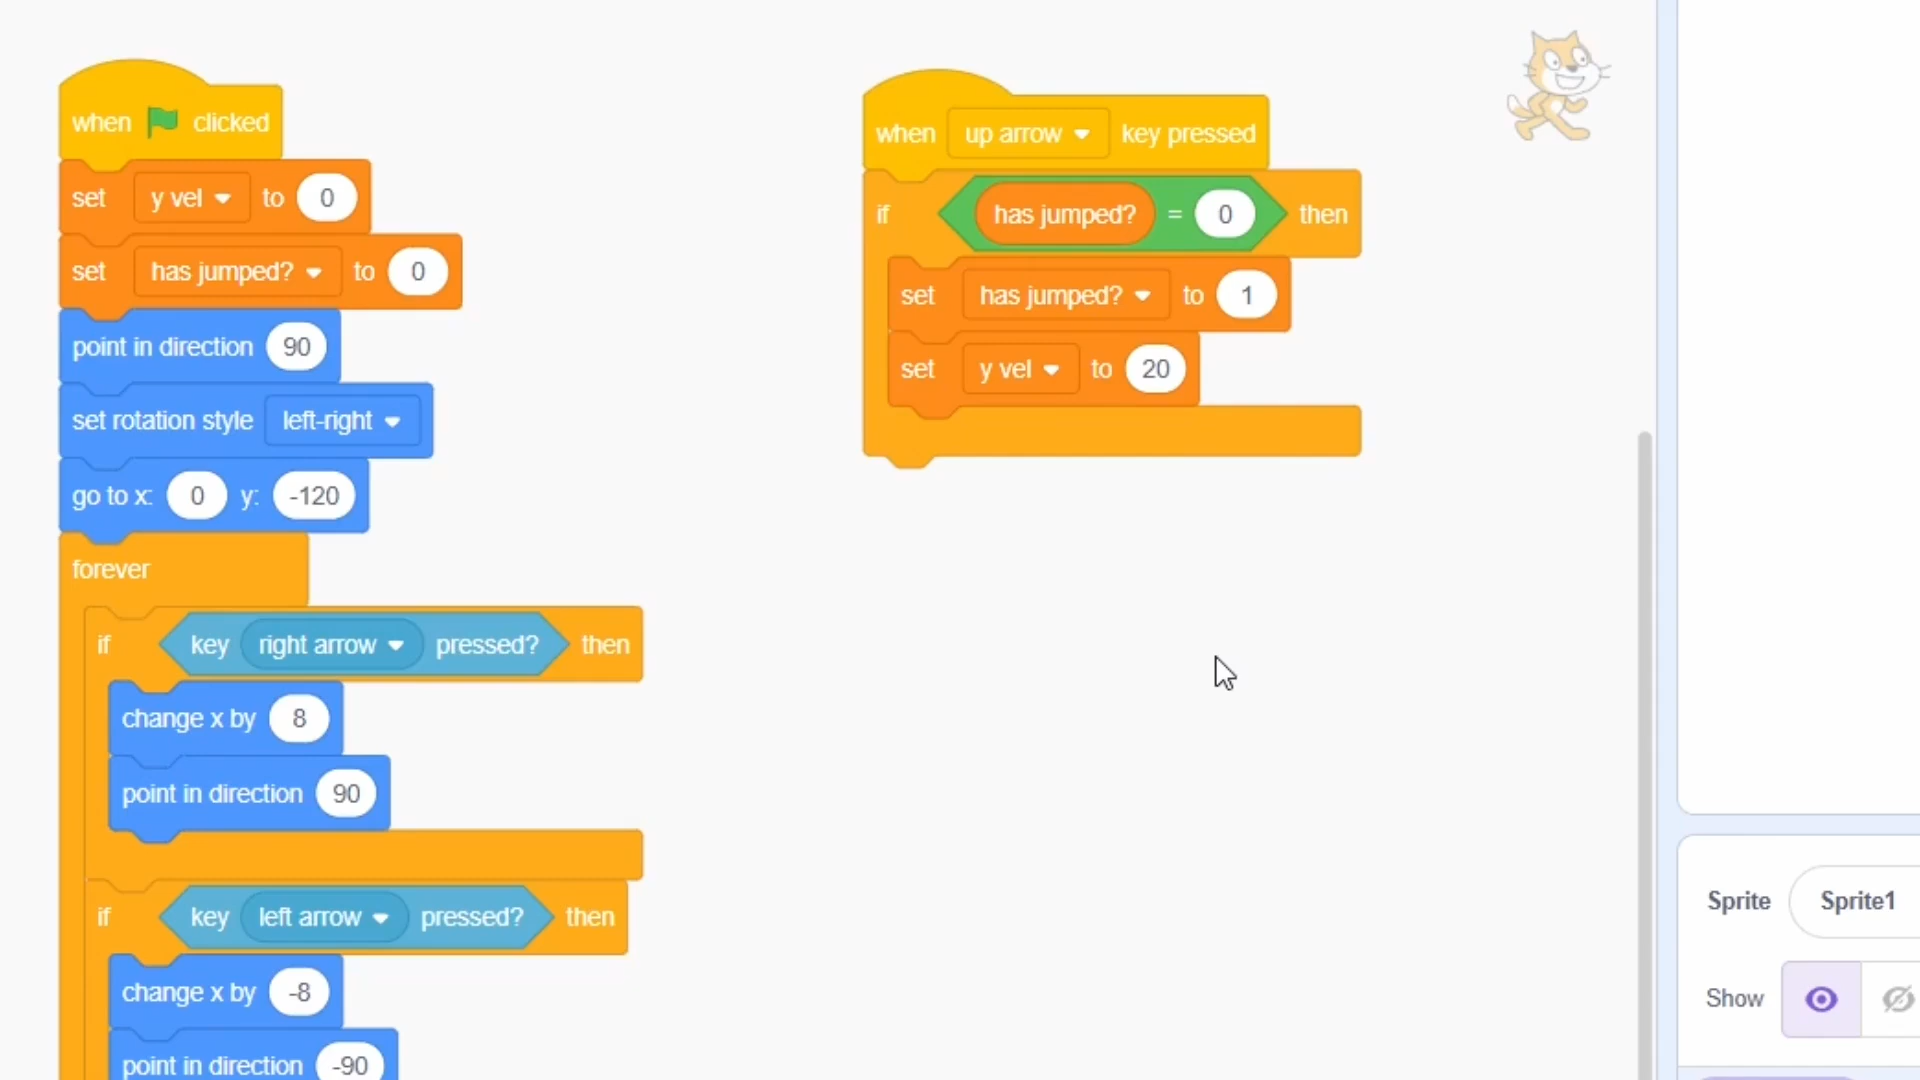 when clicked
set y vel to 0
set has jumped? to 0
point in direction 90
set rotation style left-right
go to x: 0 y: -120
forever
if key right arrow pressed? then
change x by 8
point in direction 90
if key left arrow pressed? then
change x by -8
point in direction -90
when up arrow key pressed
if has jumped? = 0 then
set has jumped? to 1
set y vel to 20
Sprite Sprite1
Show